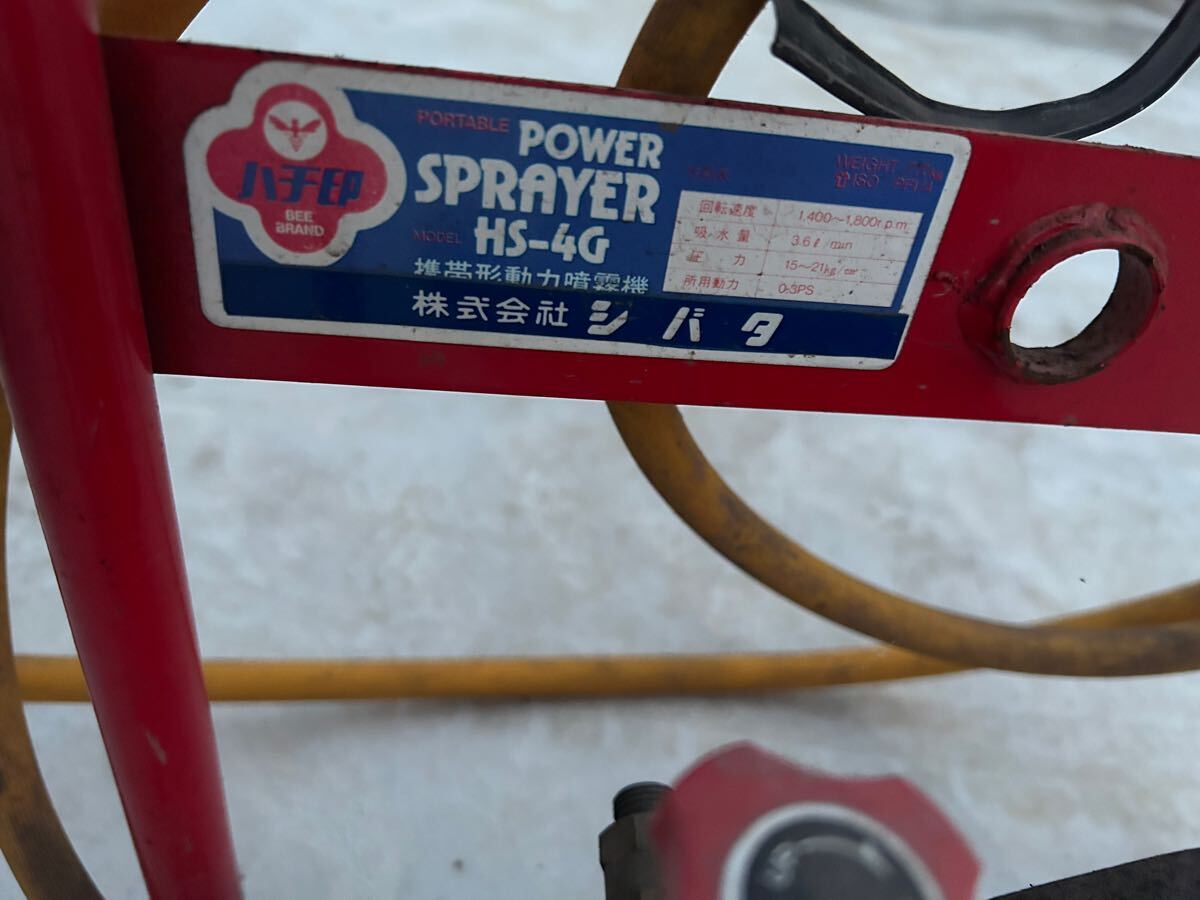 ハチ印
BEE
BRAND
PORTABLE
POWER
SPRAYER
MODEL HS-4G
携帯形動力噴霧機
株式会社 シバタ
WEIGHT
回転速度 1,400～1,800r.p.m
吸水量 3.6ℓ/min
圧力 15～21kg/cm²
所用動力 0.3PS